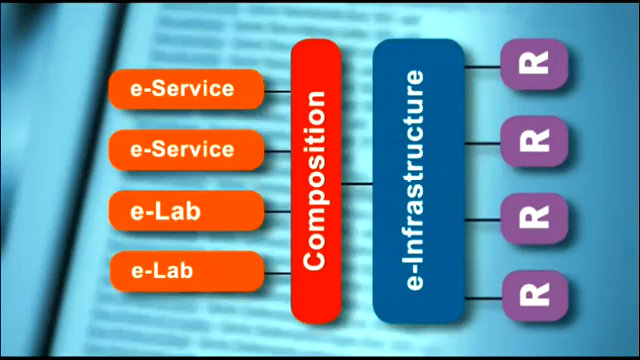 e-Service
e-Service
e-Lab
e-Lab
Composition
e-Infrastructure
R
R
R
R